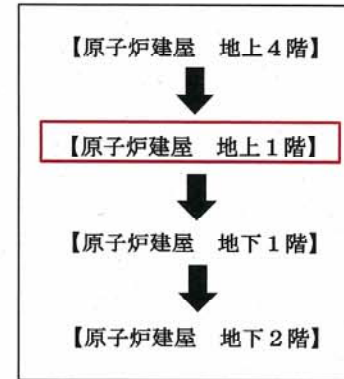 【原子炉建屋　地上４階】
【原子炉建屋　地上１階】
【原子炉建屋　地下１階】
【原子炉建屋　地下２階】